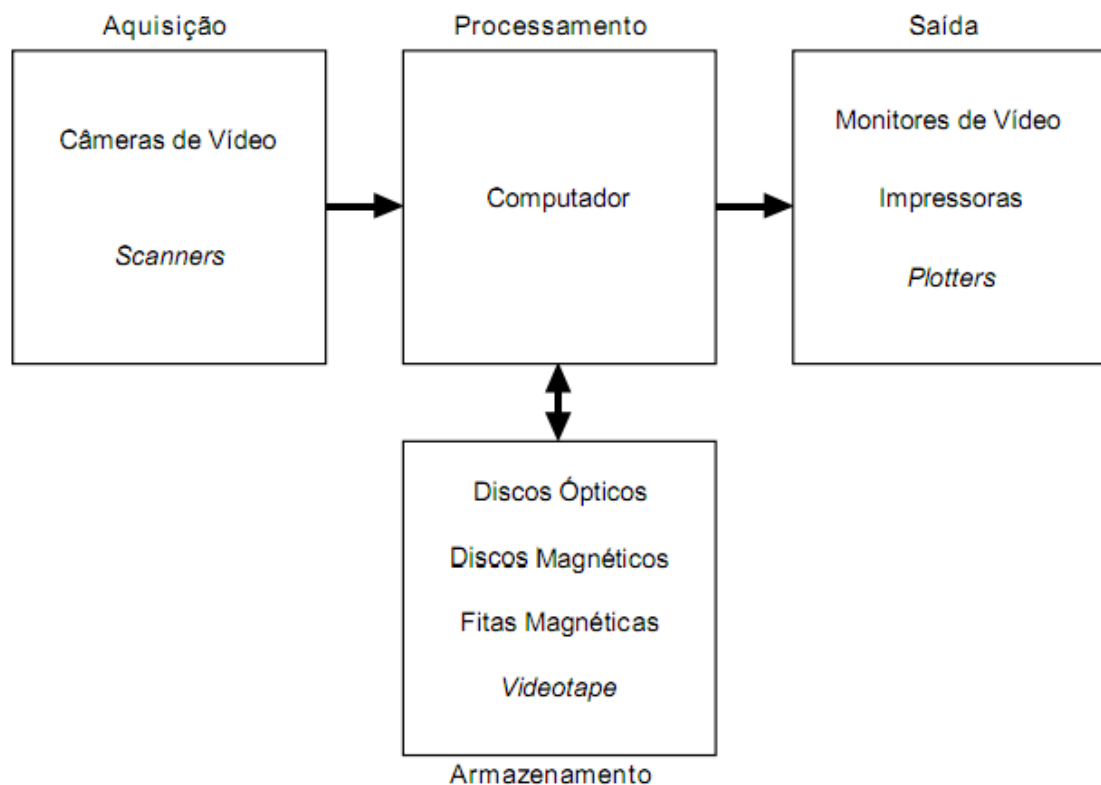 Aquisição
Câmeras de Vídeo
Scanners
Processamento
Computador
Saída
Monitores de Vídeo
Impressoras
Plotters
Discos Ópticos
Discos Magnéticos
Fitas Magnéticas
Videotape
Armazenamento